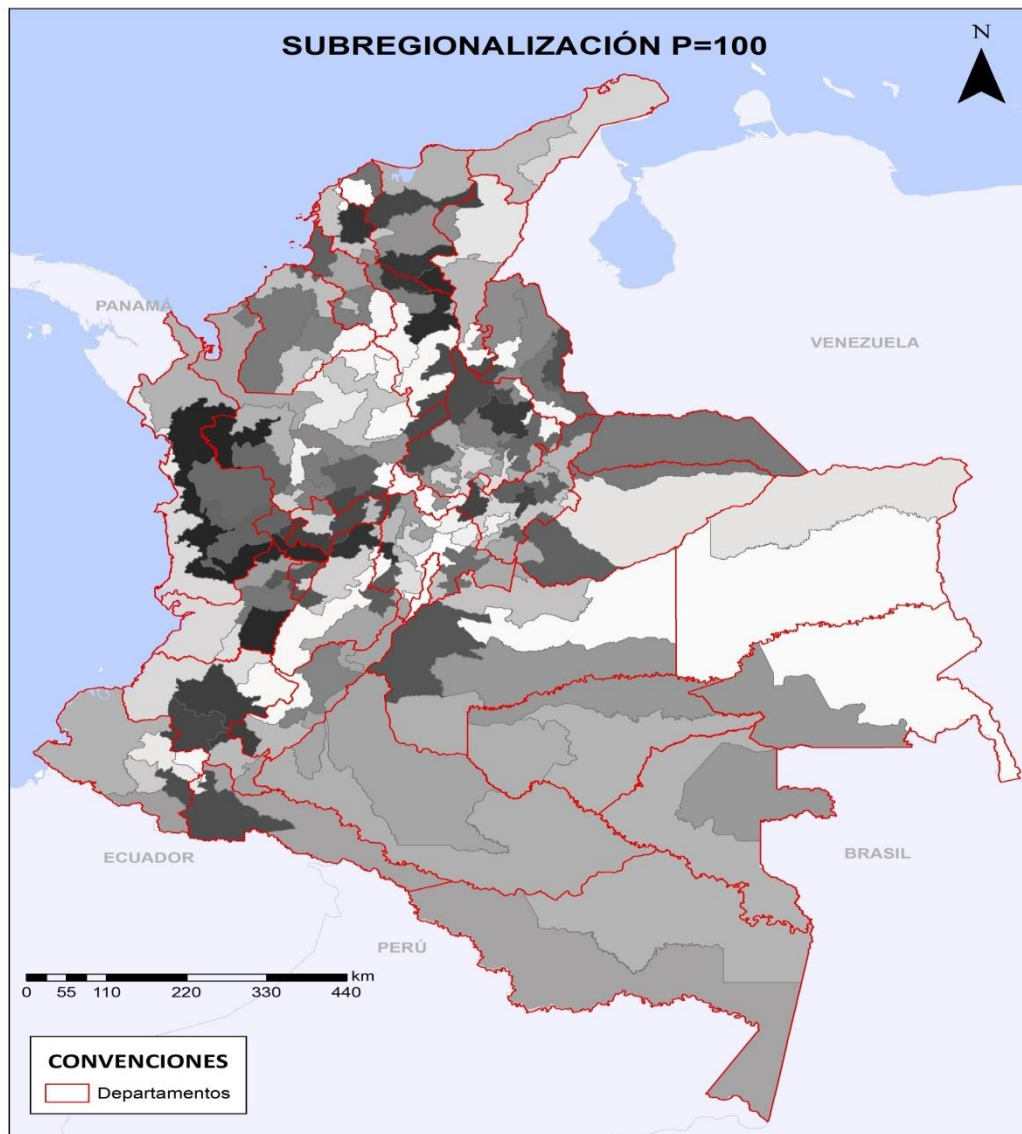 SUBREGIONALIZACIÓN P=100
N
PANAMÁ
VENEZUELA
ECUADOR
BRASIL
PERÚ
km
0 55 110 220 330 440
CONVENCIONES
Departamentos